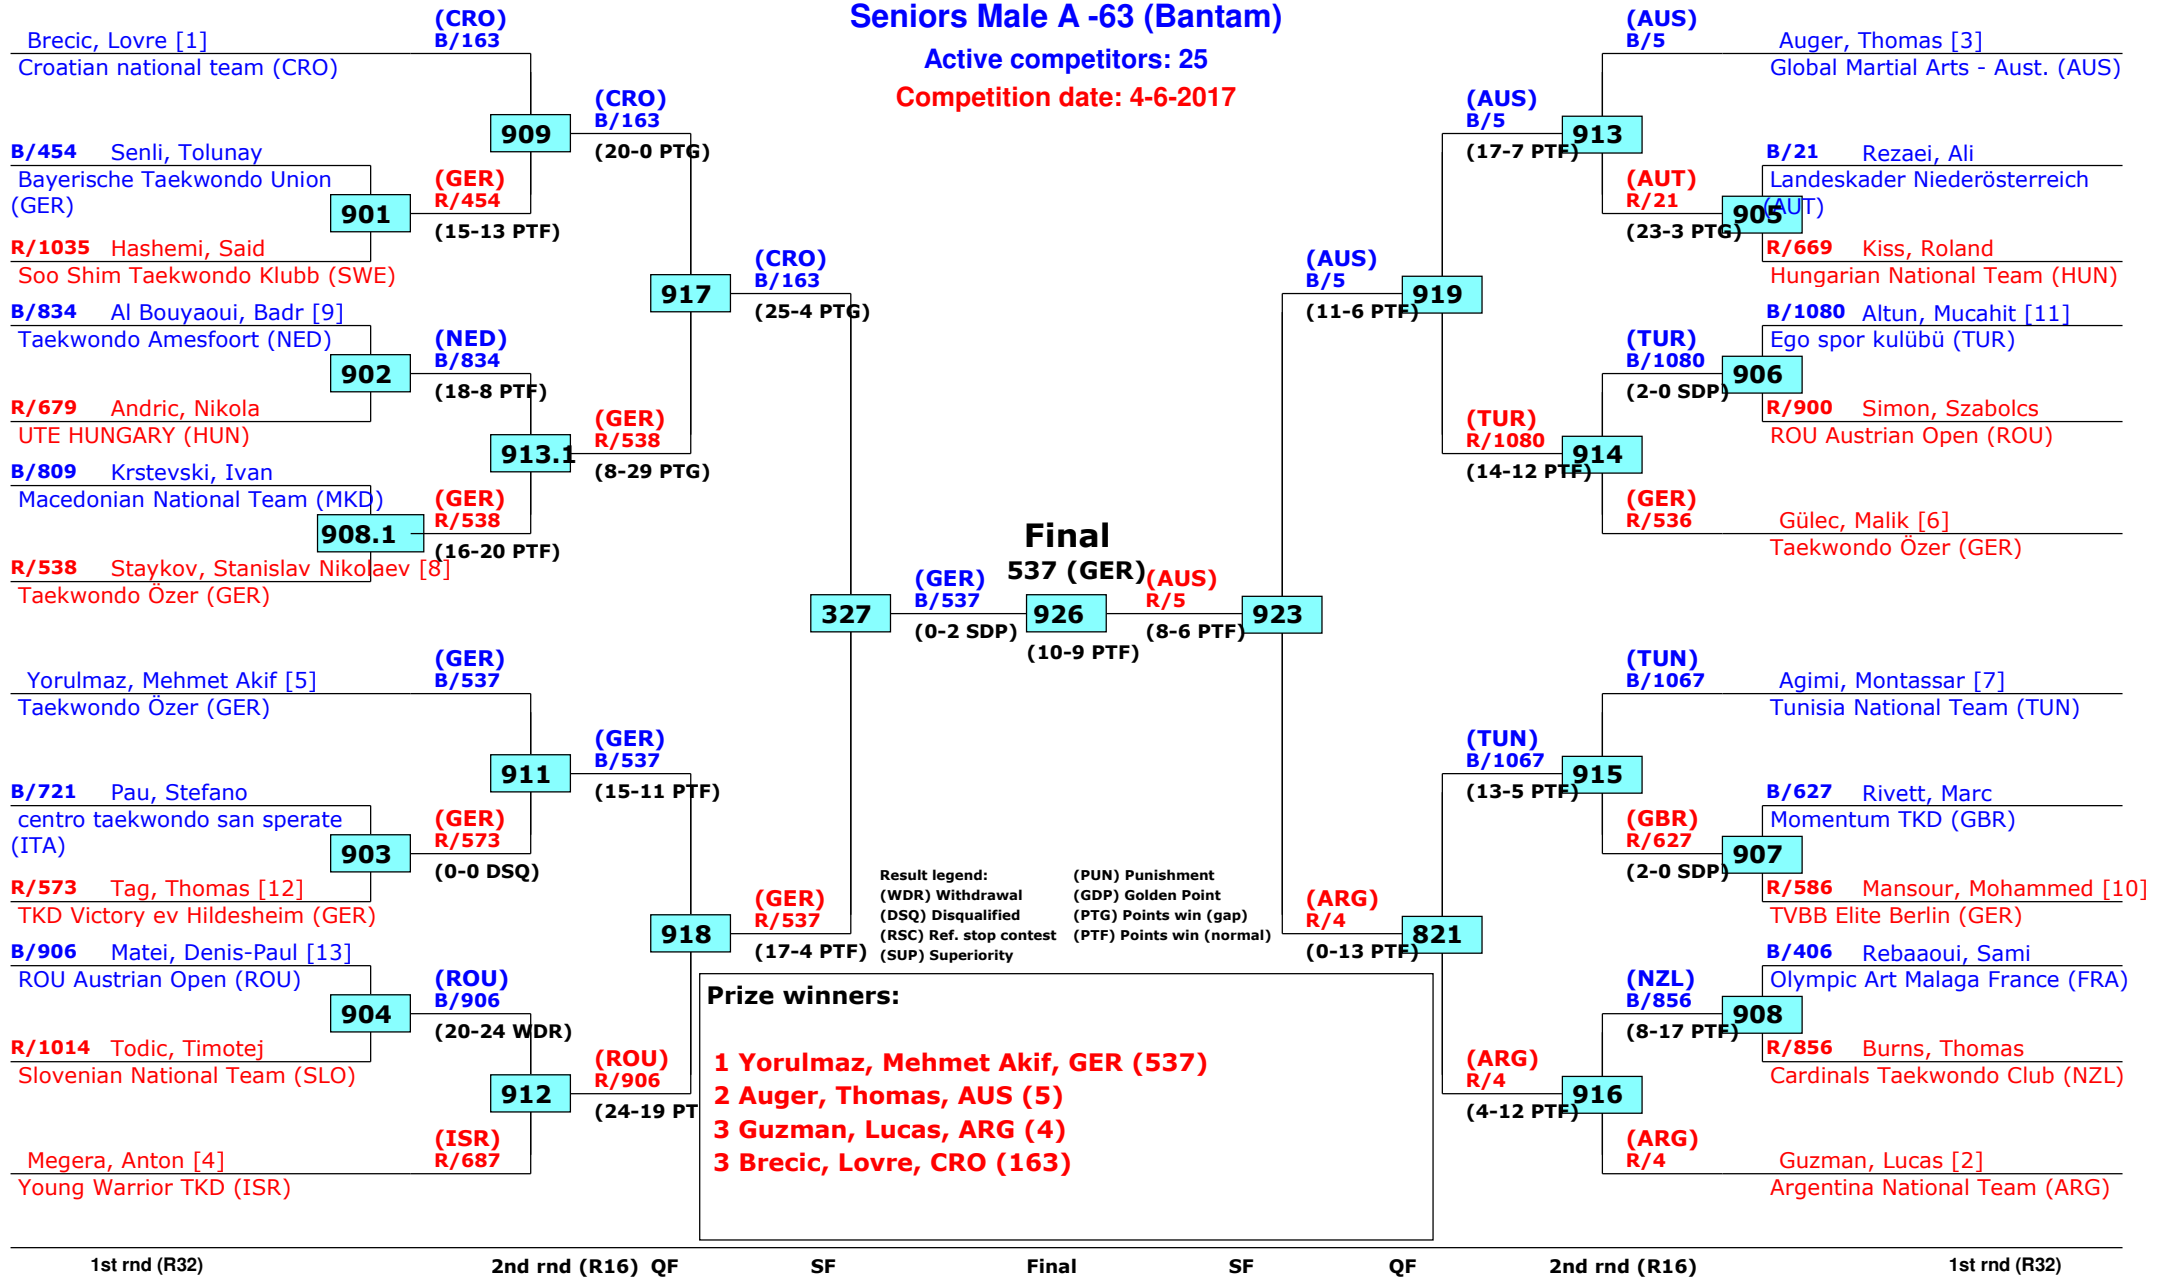 Seniors Male A -63 (Bantam)
Active competitors: 25
Competition date: 4-6-2017
Brecic, Lovre [1]
Croatian national team (CRO)
(CRO)
B/163
B/454 Senli, Tolunay
Bayerische Taekwondo Union
(GER)
901
R/1035 Hashemi, Said
Soo Shim Taekwondo Klubb (SWE)
(GER)
R/454
(15-13 PTF)
909
(CRO)
B/163
(20-0 PTG)
B/834 Al Bouyaoui, Badr [9]
Taekwondo Amesfoort (NED)
902
R/679 Andric, Nikola
UTE HUNGARY (HUN)
(NED)
B/834
(18-8 PTF)
B/809 Krstevski, Ivan
Macedonian National Team (MKD)
908.1
R/538 Staykov, Stanislav Nikolaev [8]
Taekwondo Özer (GER)
(GER)
R/538
(16-20 PTF)
913.1
(GER)
R/538
(8-29 PTG)
917
(CRO)
B/163
(25-4 PTG)
Yorulmaz, Mehmet Akif [5]
Taekwondo Özer (GER)
(GER)
B/537
B/721 Pau, Stefano
centro taekwondo san sperate
(ITA)
903
R/573 Tag, Thomas [12]
TKD Victory ev Hildesheim (GER)
(GER)
R/573
(0-0 DSQ)
911
(GER)
B/537
(15-11 PTF)
B/906 Matei, Denis-Paul [13]
ROU Austrian Open (ROU)
904
R/1014 Todic, Timotej
Slovenian National Team (SLO)
(ROU)
B/906
(20-24 WDR)
Megera, Anton [4]
Young Warrior TKD (ISR)
(ISR)
R/687
912
(ROU)
R/906
(24-19 PT
918
(GER)
R/537
(17-4 PTF)
327
(GER)
B/537
(0-2 SDP)
Final
537 (GER)
926
(10-9 PTF)
(AUS)
R/5
(8-6 PTF)
923
(AUS)
B/5
(11-6 PTF)
919
(AUS)
B/5
(17-7 PTF)
913
(AUS)
B/5
Auger, Thomas [3]
Global Martial Arts - Aust. (AUS)
(AUT)
R/21
(23-3 PTG)
905
B/21 Rezaei, Ali
Landeskader Niederösterreich
(AUT)
R/669 Kiss, Roland
Hungarian National Team (HUN)
(TUR)
R/1080
(14-12 PTF)
914
(TUR)
B/1080
(2-0 SDP)
906
B/1080 Altun, Mucahit [11]
Ego spor kulübü (TUR)
R/900 Simon, Szabolcs
ROU Austrian Open (ROU)
(GER)
R/536
Gülec, Malik [6]
Taekwondo Özer (GER)
(ARG)
R/4
(0-13 PTF)
821
(TUN)
B/1067
(13-5 PTF)
915
(TUN)
B/1067
Agimi, Montassar [7]
Tunisia National Team (TUN)
(GBR)
R/627
(2-0 SDP)
907
B/627 Rivett, Marc
Momentum TKD (GBR)
R/586 Mansour, Mohammed [10]
TVBB Elite Berlin (GER)
(ARG)
R/4
(4-12 PTF)
916
(NZL)
B/856
(8-17 PTF)
908
B/406 Rebaaoui, Sami
Olympic Art Malaga France (FRA)
R/856 Burns, Thomas
Cardinals Taekwondo Club (NZL)
(ARG)
R/4
Guzman, Lucas [2]
Argentina National Team (ARG)
Result legend:
(WDR) Withdrawal
(DSQ) Disqualified
(RSC) Ref. stop contest
(SUP) Superiority
(PUN) Punishment
(GDP) Golden Point
(PTG) Points win (gap)
(PTF) Points win (normal)
Prize winners:
1 Yorulmaz, Mehmet Akif, GER (537)
2 Auger, Thomas, AUS (5)
3 Guzman, Lucas, ARG (4)
3 Brecic, Lovre, CRO (163)
1st rnd (R32) 2nd rnd (R16) QF SF Final SF QF 2nd rnd (R16) 1st rnd (R32)